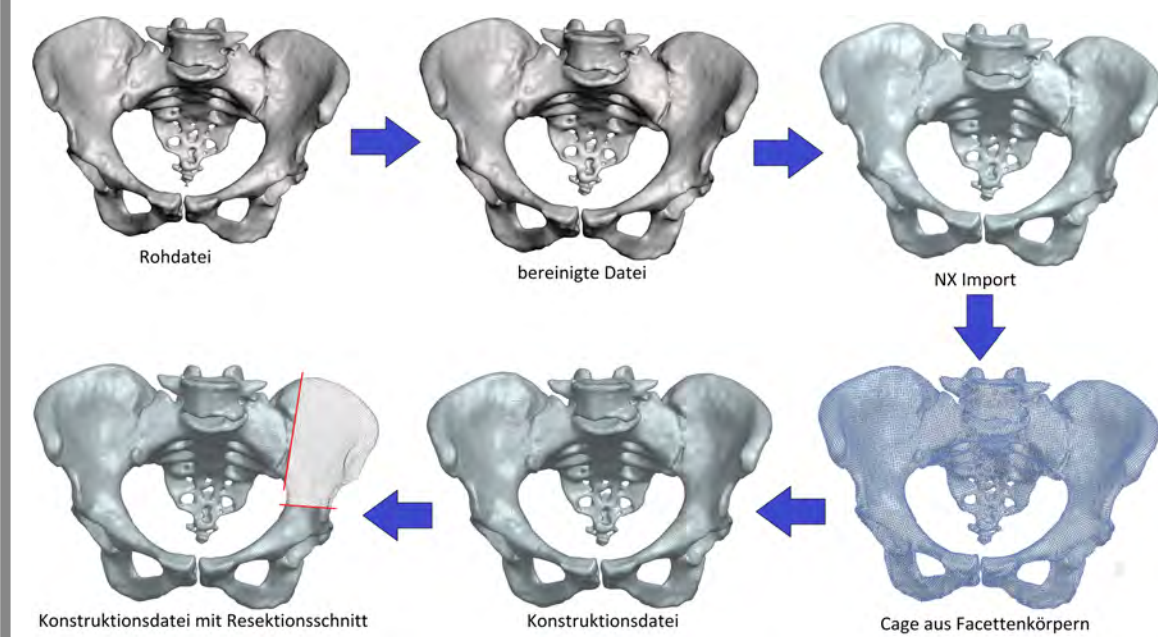 Rohdatei
bereinigte Datei
NX Import
Konstruktionsdatei mit Resektionsschnitt
Konstruktionsdatei
Cage aus Facettenkörpern